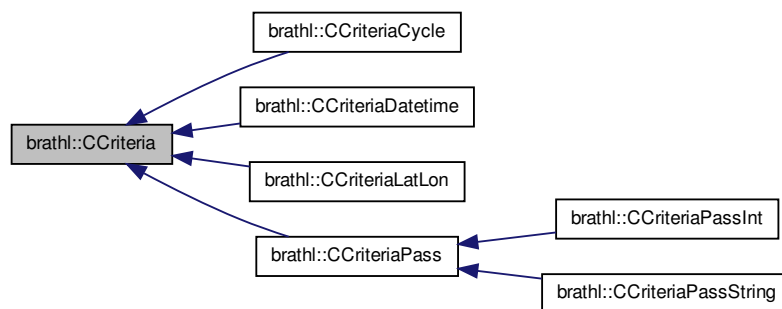 brathl::CCriteriaCycle
brathl::CCriteriaDatetime
brathl::CCriteria
brathl::CCriteriaLatLon
brathl::CCriteriaPassInt
brathl::CCriteriaPass
brathl::CCriteriaPassString